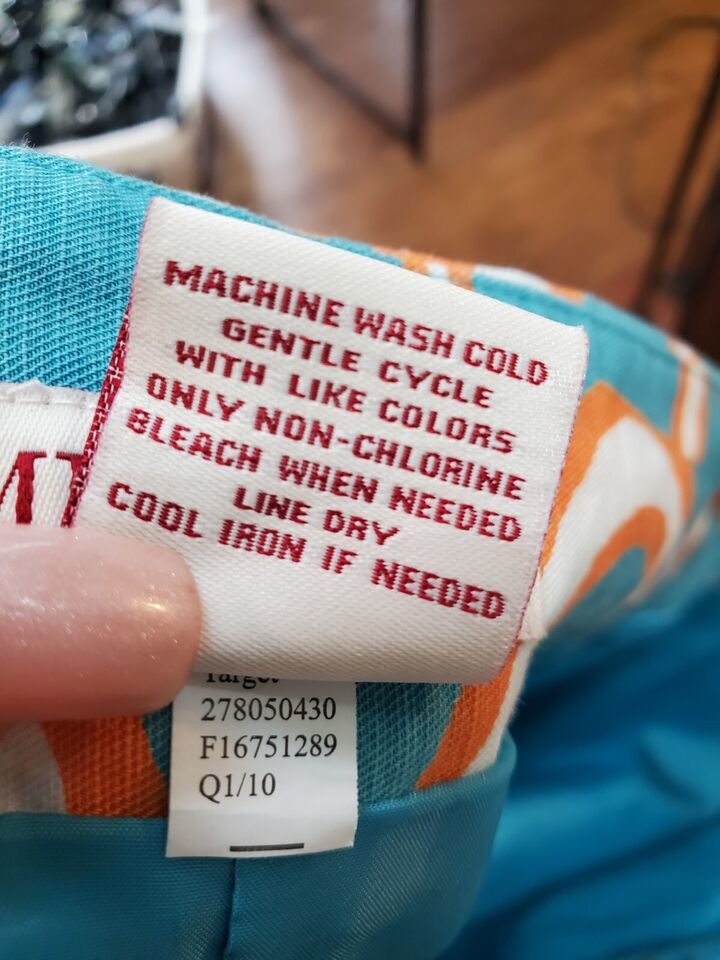 MACHINE WASH COLD
GENTLE CYCLE
WITH LIKE COLORS
ONLY NON-CHLORINE
BLEACH WHEN NEEDED
LINE DRY
COOL IRON IF NEEDED
Target
278050430
F16751289
Q1/10